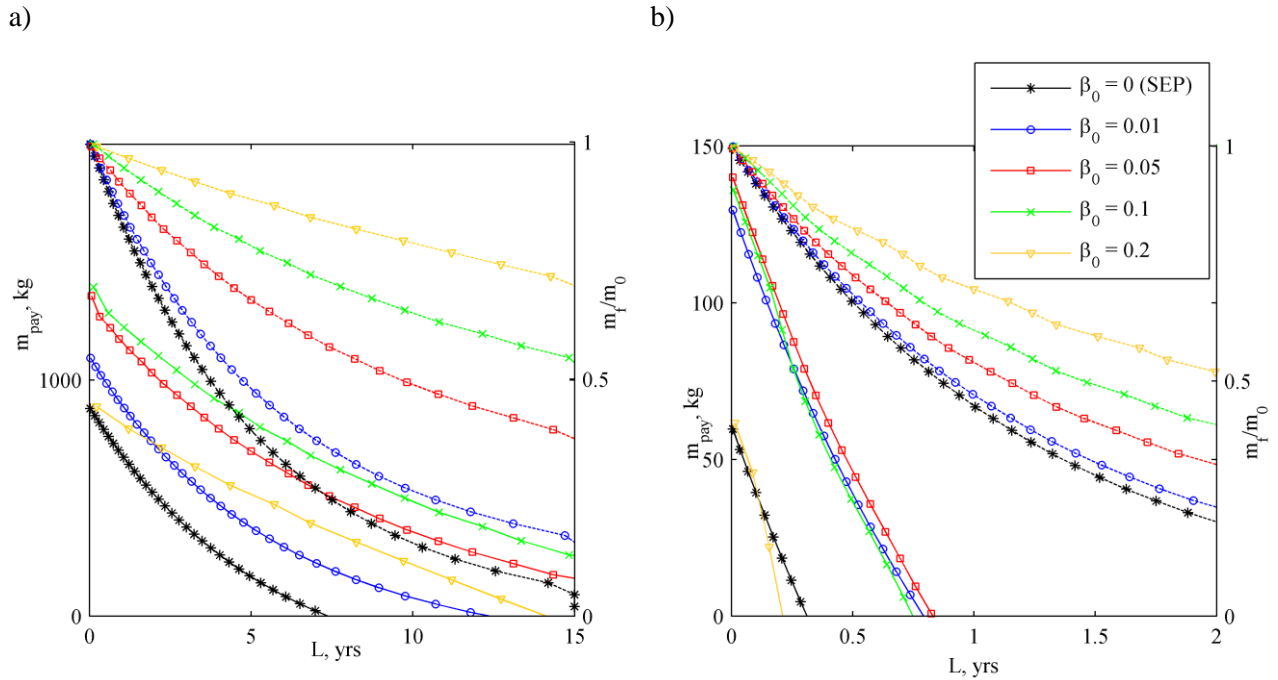 a)
b)
m_pay, kg
1000
0
0
5
10
15
L, yrs
1
0.5
0
m_f/m_0
150
100
50
0
0
0.5
1
1.5
2
L, yrs
1
0.5
0
m_f/m_0
β_0 = 0 (SEP)
β_0 = 0.01
β_0 = 0.05
β_0 = 0.1
β_0 = 0.2
m_pay, kg